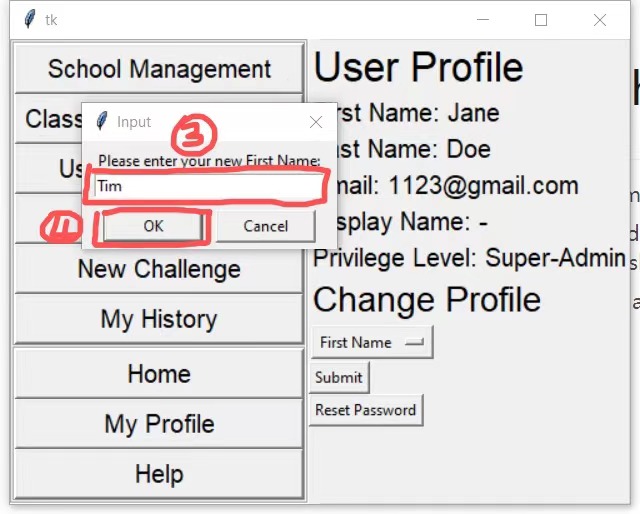 tk
School Management
Class
Us
New Challenge
My History
Home
My Profile
Help
Input
3
Please enter your new First Name:
Tim
4
OK
Cancel
User Profile
irst Name: Jane
ast Name: Doe
mail: 1123@gmail.com
isplay Name: -
Privilege Level: Super-Admin
Change Profile
First Name
Submit
Reset Password